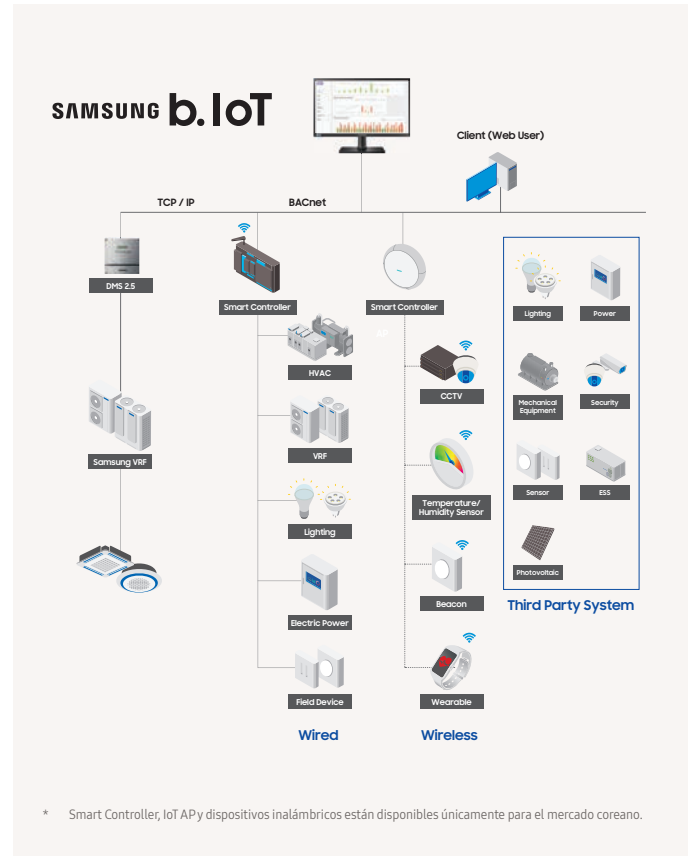 SAMSUNG b.IoT
Client (Web User)
TCP / IP
BACnet
DMS 2.5
Smart Controller
Smart Controller
AP
Lighting
Power
HVAC
CCTV
Mechanical
Equipment
Security
Samsung VRF
VRF
Temperature/
Humidity Sensor
Sensor
ESS
Lighting
Photovoltaic
Beacon
Third Party System
Electric Power
Field Device
Wearable
Wired
Wireless
* Smart Controller, IoT AP y dispositivos inalámbricos están disponibles únicamente para el mercado coreano.